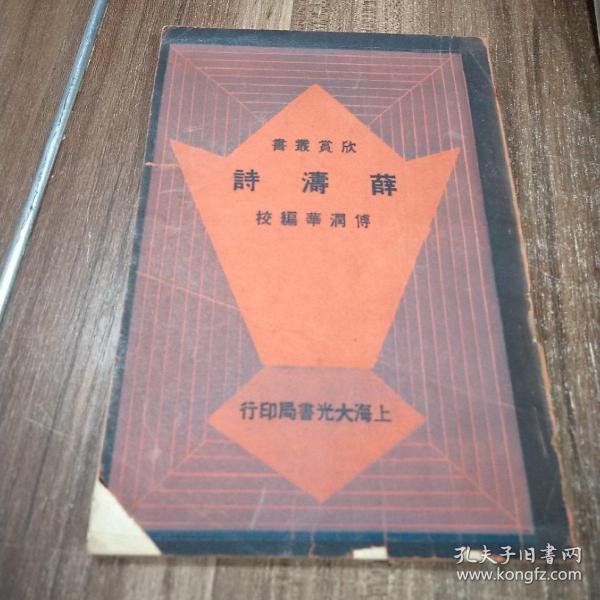 欣賞叢書
薛濤詩
傅潤華編校
上海大光書局印行
孔夫子旧书网
www.kongfz.com